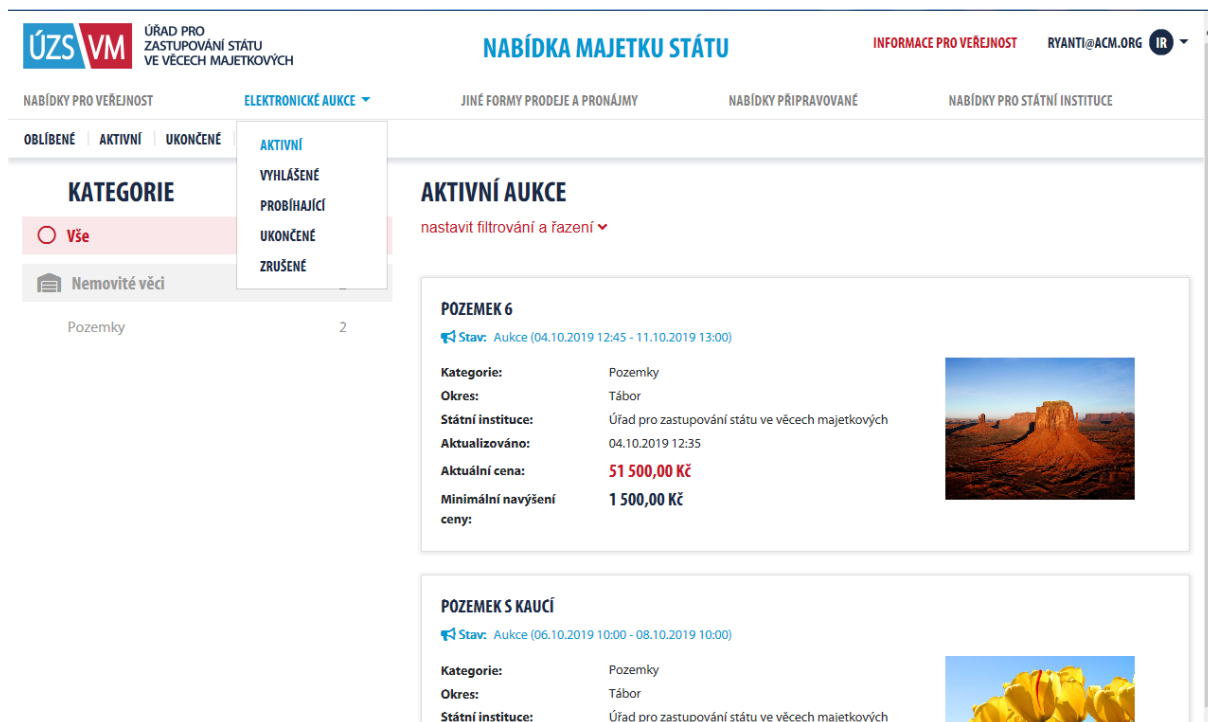 ÚZSVM
ÚŘAD PRO
ZASTUPOVÁNÍ STÁTU
VE VĚCECH MAJETKOVÝCH
NABÍDKA MAJETKU STÁTU
INFORMACE PRO VEŘEJNOST
RYANTI@ACM.ORG IR
NABÍDKY PRO VEŘEJNOST
ELEKTRONICKÉ AUKCE
JINÉ FORMY PRODEJE A PRONÁJMY
NABÍDKY PŘIPRAVOVANÉ
NABÍDKY PRO STÁTNÍ INSTITUCE
OBLÍBENÉ AKTIVNÍ UKONČENÉ
AKTIVNÍ
VYHLÁŠENÉ
PROBÍHAJÍCÍ
UKONČENÉ
ZRUŠENÉ
KATEGORIE
Vše
Nemovité věci
Pozemky 2
AKTIVNÍ AUKCE
nastavit filtrování a řazení
POZEMEK 6
Stav: Aukce (04.10.2019 12:45 - 11.10.2019 13:00)
Kategorie: Pozemky
Okres: Tábor
Státní instituce: Úřad pro zastupování státu ve věcech majetkových
Aktualizováno: 04.10.2019 12:35
Aktuální cena: 51 500,00 Kč
Minimální navýšení 1 500,00 Kč
ceny:
POZEMEK S KAUCÍ
Stav: Aukce (06.10.2019 10:00 - 08.10.2019 10:00)
Kategorie: Pozemky
Okres: Tábor
Státní instituce: Úřad pro zastupování státu ve věcech majetkových